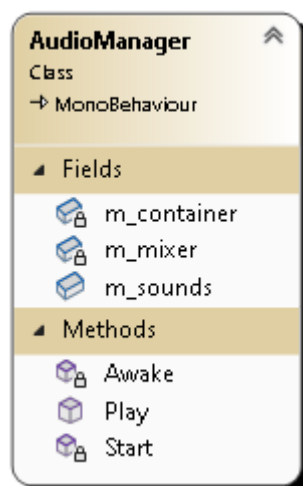 AudioManager
Class
MonoBehaviour
Fields
m_container
m_mixer
m_sounds
Methods
Awake
Play
Start